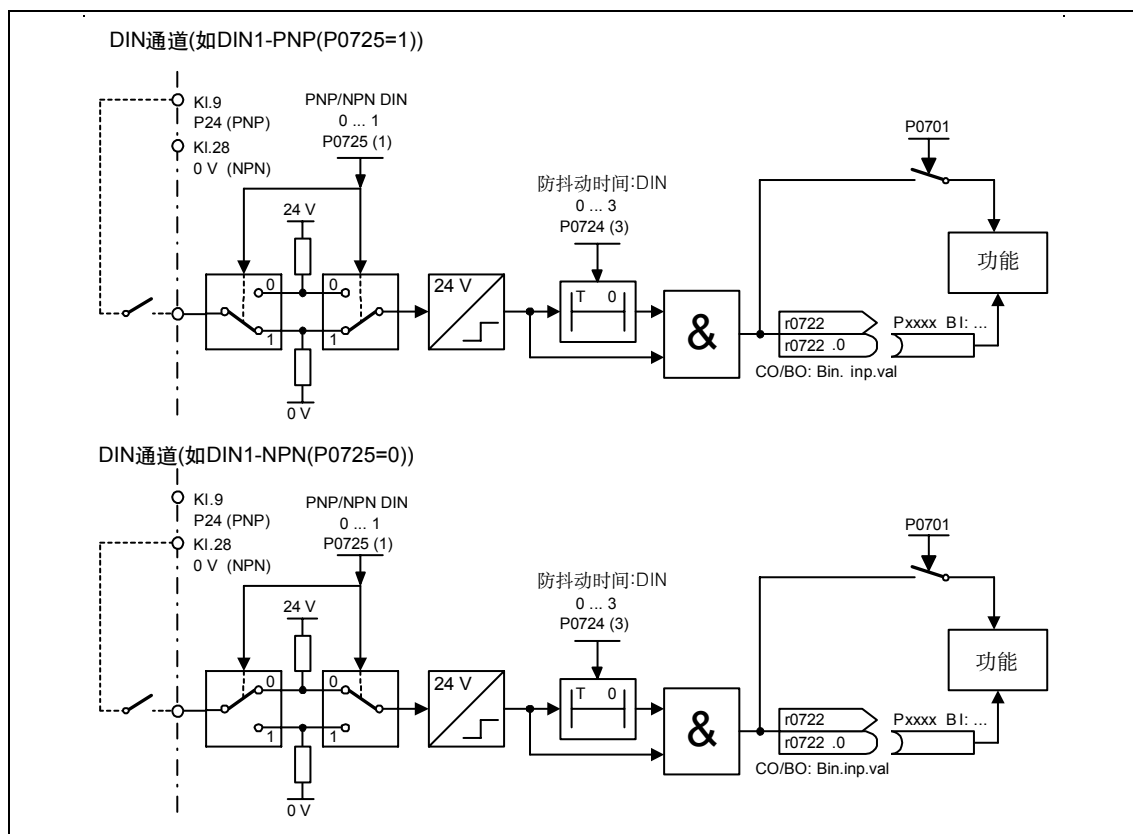 DIN通道(如DIN1-PNP(P0725=1))
Kl.9
P24 (PNP)
Kl.28
0 V (NPN)
PNP/NPN DIN
0 ... 1
P0725 (1)
24 V
0
0
1
1
0 V
24 V
防抖动时间:DIN
0 ... 3
P0724 (3)
T 0
&
P0701
功能
r0722
r0722 .0
Pxxxx BI: ...
CO/BO: Bin. inp.val
DIN通道(如DIN1-NPN(P0725=0))
Kl.9
P24 (PNP)
Kl.28
0 V (NPN)
PNP/NPN DIN
0 ... 1
P0725 (1)
24 V
0
0
1
1
0 V
24 V
防抖动时间:DIN
0 ... 3
P0724 (3)
T 0
&
P0701
功能
r0722
r0722 .0
Pxxxx BI: ...
CO/BO: Bin.inp.val